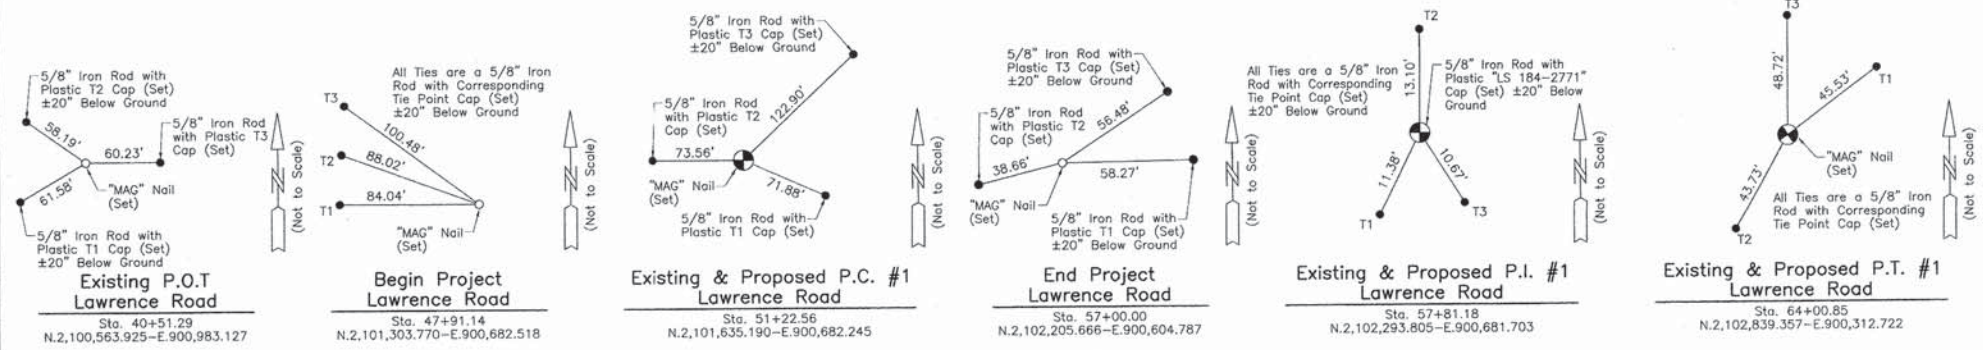 5/8" Iron Rod with
Plastic T2 Cap (Set)
±20" Below Ground
58.19'
60.23'
5/8" Iron Rod
with Plastic T3
Cap (Set)
61.58'
"MAG" Nail
(Set)
5/8" Iron Rod with
Plastic T1 Cap (Set)
±20" Below Ground
N
(Not to Scale)
Existing P.O.T
Lawrence Road
Sta. 40+51.29
N.2,100,563.925-E.900,983.127
All Ties are a 5/8" Iron
Rod with Corresponding
Tie Point Cap (Set)
±20" Below Ground
T3
100.48'
T2
88.02'
T1
84.04'
"MAG" Nail
(Set)
N
(Not to Scale)
Begin Project
Lawrence Road
Sta. 47+91.14
N.2,101,303.770-E.900,682.518
5/8" Iron Rod with
Plastic T3 Cap (Set)
±20" Below Ground
5/8" Iron Rod
with Plastic T2
Cap (Set)
122.90'
73.56'
"MAG" Nail
(Set)
71.88'
5/8" Iron Rod with
Plastic T1 Cap (Set)
N
(Not to Scale)
Existing & Proposed P.C. #1
Lawrence Road
Sta. 51+22.56
N.2,101,635.190-E.900,682.245
5/8" Iron Rod with
Plastic T3 Cap (Set)
±20" Below Ground
5/8" Iron Rod
with Plastic T2
Cap (Set)
56.48'
38.66'
58.27'
"MAG" Nail
(Set)
5/8" Iron Rod with
Plastic T1 Cap (Set)
±20" Below Ground
N
(Not to Scale)
End Project
Lawrence Road
Sta. 57+00.00
N.2,102,205.666-E.900,604.787
T2
All Ties are a 5/8" Iron
Rod with Corresponding
Tie Point Cap (Set)
±20" Below Ground
13.10'
5/8" Iron Rod with
Plastic "LS 184-2771"
Cap (Set) ±20" Below
Ground
11.38'
10.67'
T1
T3
N
(Not to Scale)
Existing & Proposed P.I. #1
Lawrence Road
Sta. 57+81.18
N.2,102,293.805-E.900,681.703
T3
48.72'
T1
45.53'
"MAG" Nail
(Set)
43.73'
All Ties are a 5/8" Iron
Rod with Corresponding
Tie Point Cap (Set)
T2
N
(Not to Scale)
Existing & Proposed P.T. #1
Lawrence Road
Sta. 64+00.85
N.2,102,839.357-E.900,312.722